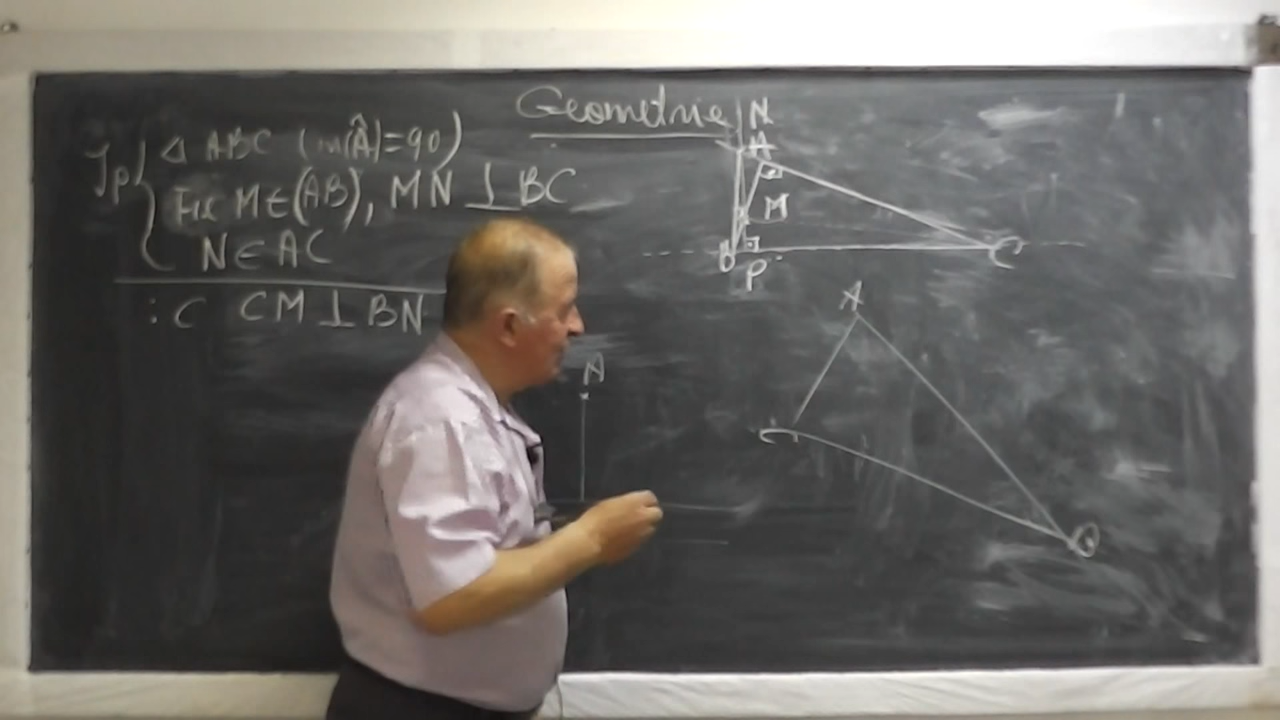 Geometrie
Ip Δ ABC (m(Â)=90)
Fie M∈(AB), MN ⊥ BC
N∈AC
:C CM ⊥ BN
N
A
M
B
P
C
A
C
B
A